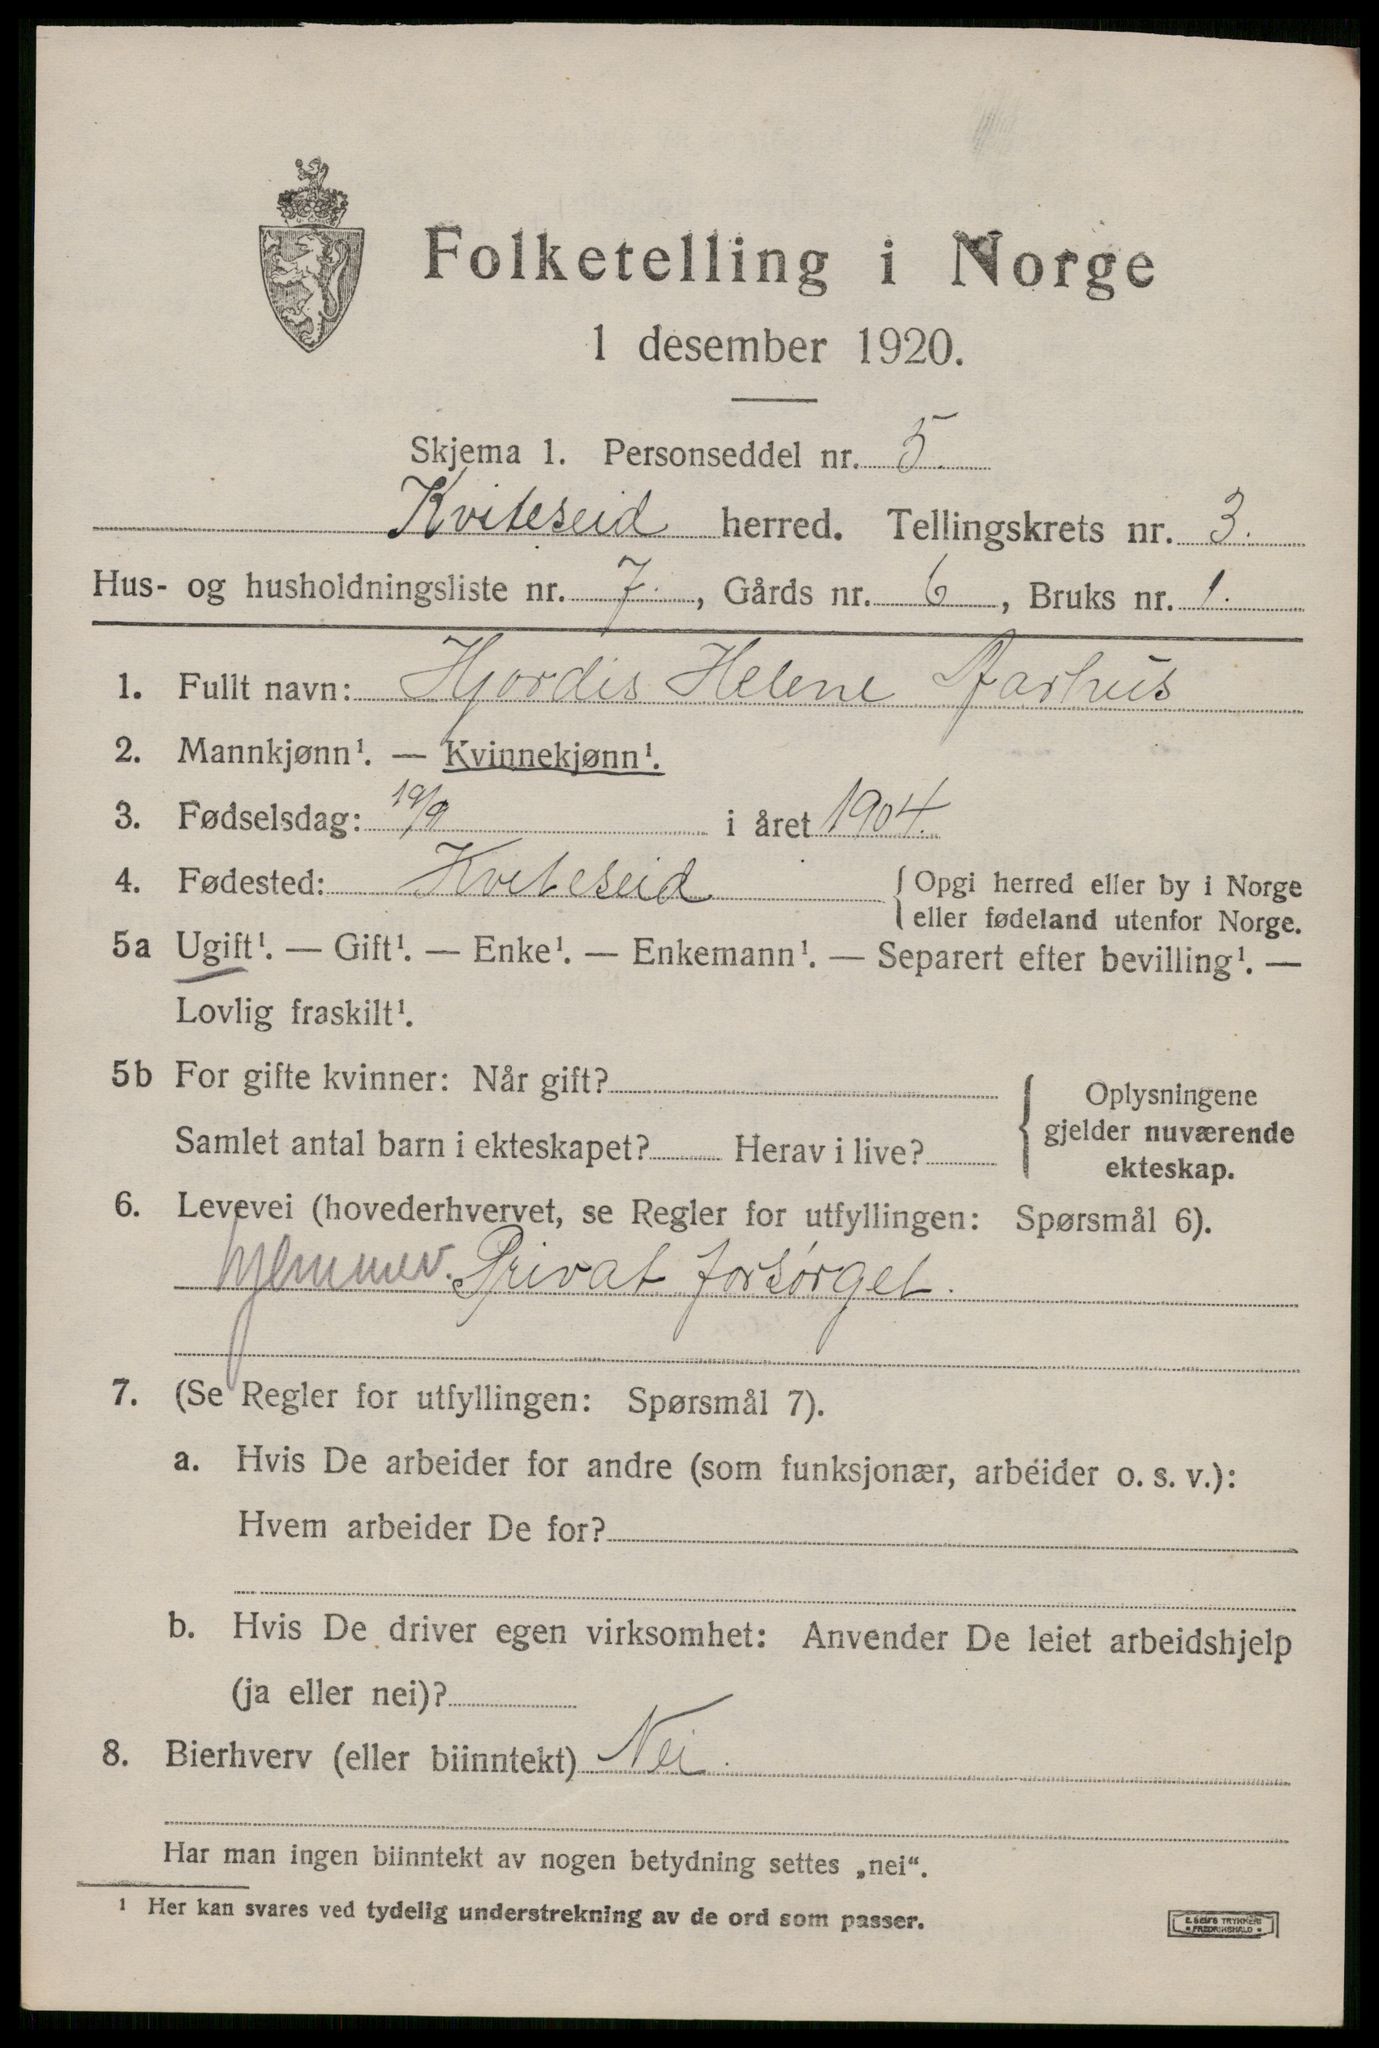 Folketelling i Norge
1 desember 1920.
Skjema 1. Personseddel nr. 5.
Kviteseid herred. Tellingskrets nr. 3.
Hus- og husholdningsliste nr. 7., Gårds nr. 6, Bruks nr. 1.
1. Fullt navn: Hjordis Helene Aarhus
2. Mannkjønn¹. — Kvinnekjønn¹.
3. Fødselsdag: 19/9 i året 1904.
4. Fødested: Kviteseid { Opgi herred eller by i Norge
eller fødeland utenfor Norge.
5a Ugift¹. — Gift¹. — Enke¹. — Enkemann¹. — Separert efter bevilling¹. —
Lovlig fraskilt¹.
5b For gifte kvinner: Når gift?
Samlet antal barn i ekteskapet? Herav i live?
{ Oplysningene
gjelder nuværende
ekteskap.
6. Levevei (hovederhvervet, se Regler for utfyllingen: Spørsmål 6).
Privat forsørget.
7. (Se Regler for utfyllingen: Spørsmål 7).
a. Hvis De arbeider for andre (som funksjonær, arbeider o. s. v.):
Hvem arbeider De for?
b. Hvis De driver egen virksomhet: Anvender De leiet arbeidshjelp
(ja eller nei)?
8. Bierhverv (eller biinntekt) Nei.
Har man ingen biinntekt av nogen betydning settes „nei“.
¹ Her kan svares ved tydelig understrekning av de ord som passer.
E. SEM'S TRYKKERI
• FREDRIKSHALD •